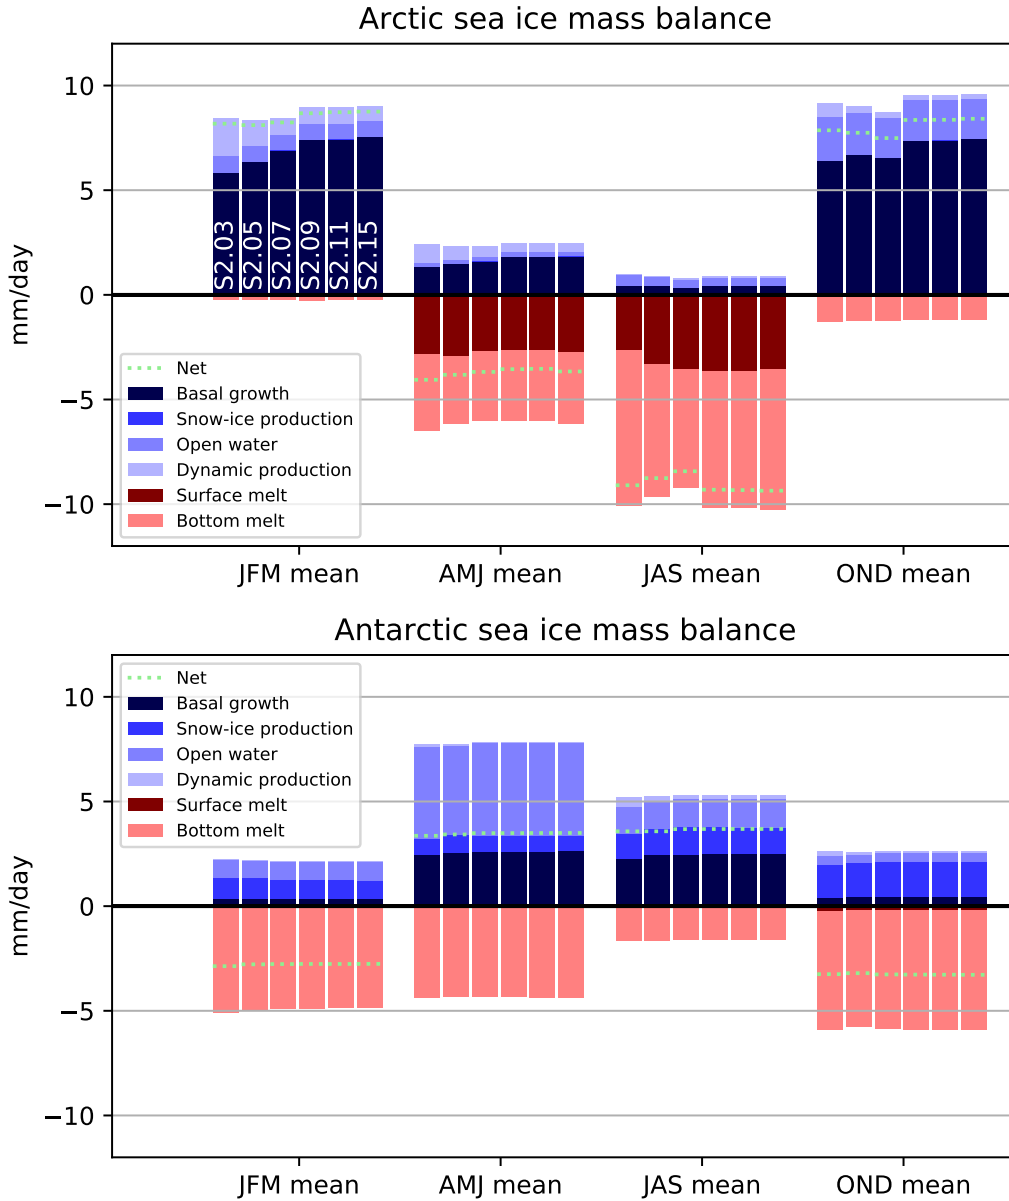 Arctic sea ice mass balance
10
5
0
−5
−10
mm/day
S2.03
S2.05
S2.07
S2.09
S2.11
S2.15
Net
Basal growth
Snow-ice production
Open water
Dynamic production
Surface melt
Bottom melt
JFM mean
AMJ mean
JAS mean
OND mean
Antarctic sea ice mass balance
10
5
0
−5
−10
mm/day
Net
Basal growth
Snow-ice production
Open water
Dynamic production
Surface melt
Bottom melt
JFM mean
AMJ mean
JAS mean
OND mean